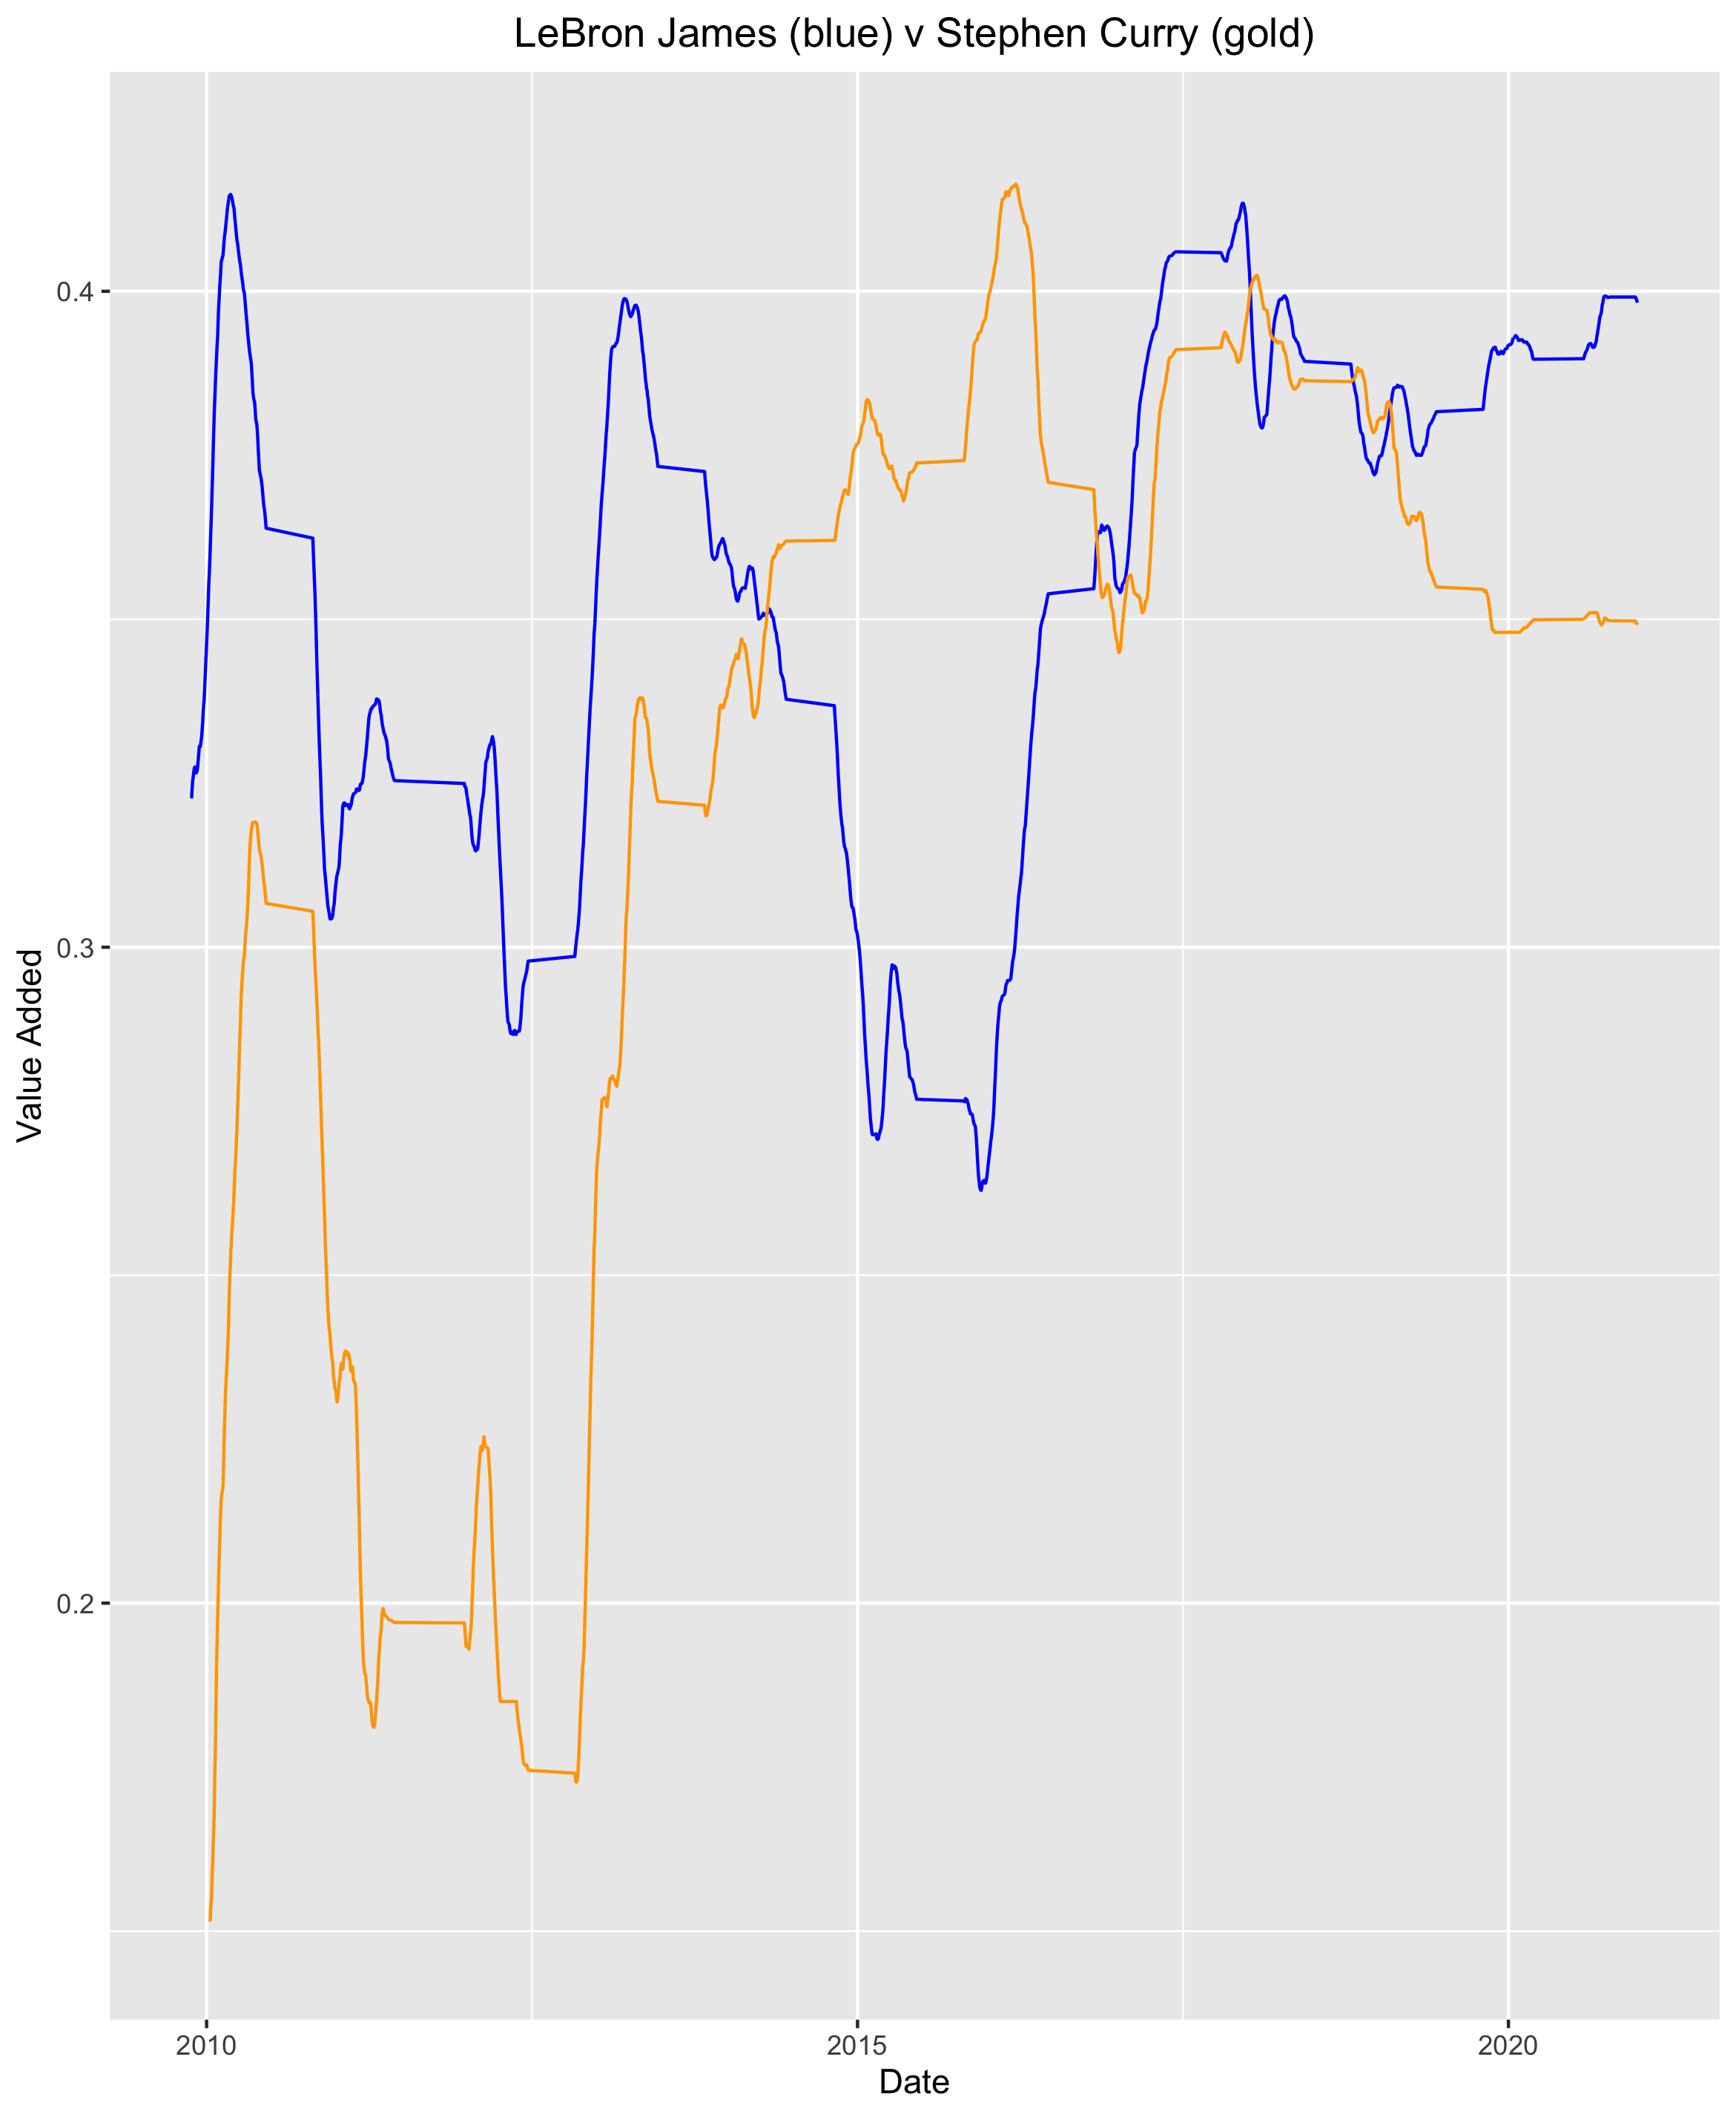 LeBron James (blue) v Stephen Curry (gold)
0.4
0.3
0.2
Value Added
2010 2015 2020
Date